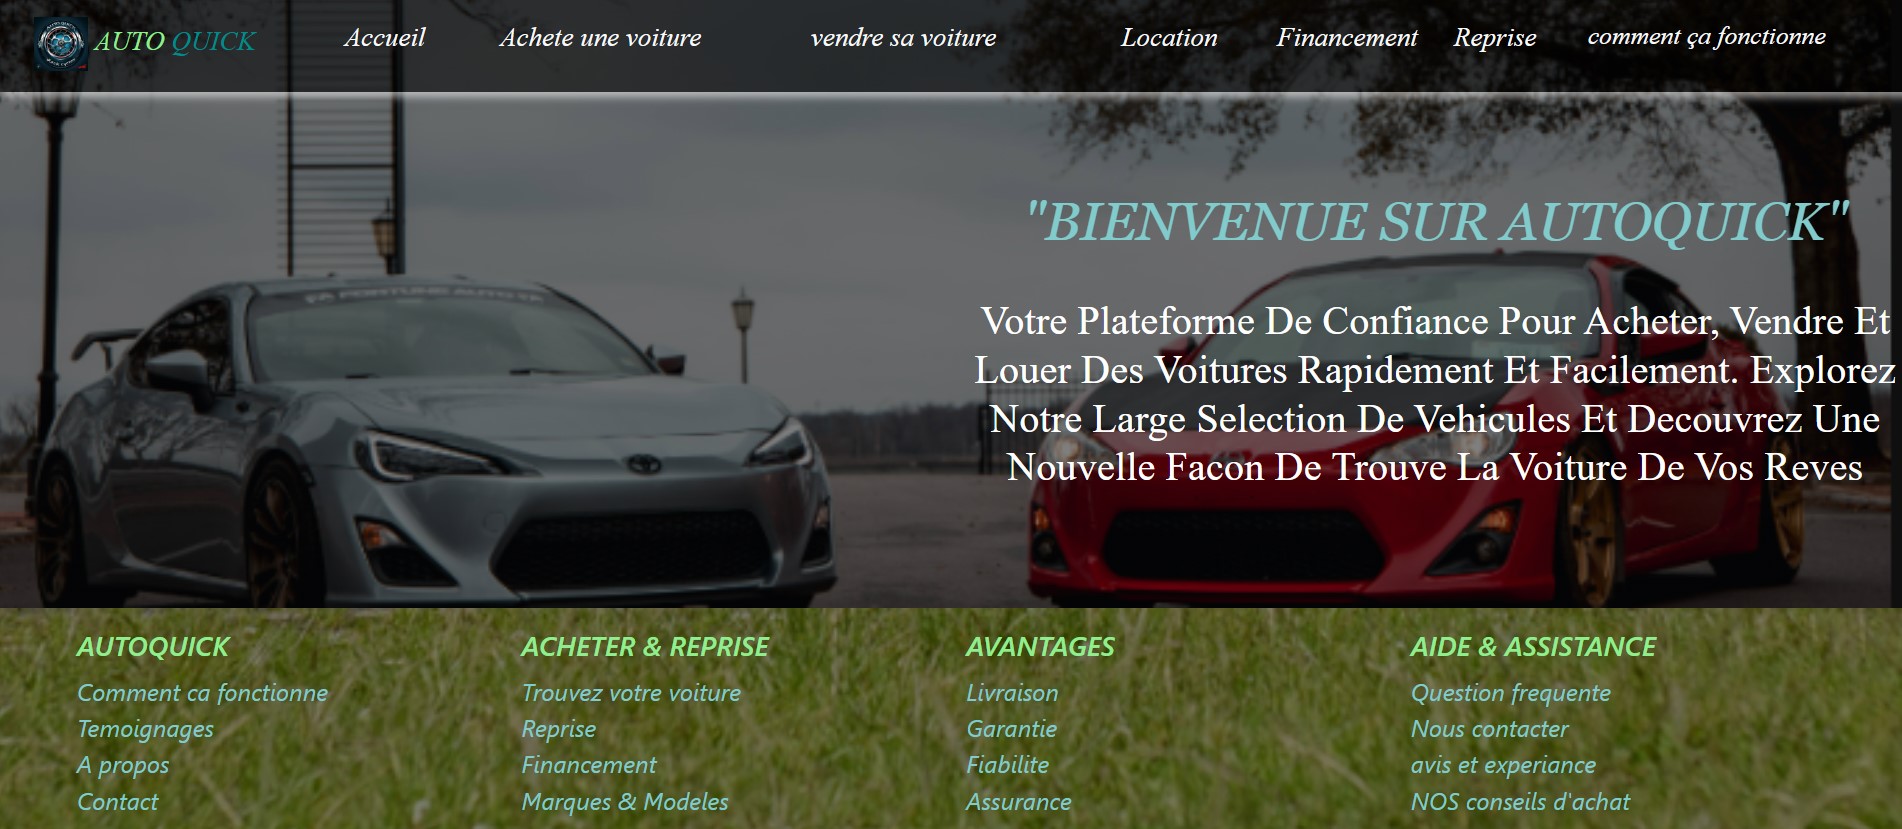 AUTO QUICK
Accueil
Achete une voiture
vendre sa voiture
Location
Financement
Reprise
comment ça fonctionne
"BIENVENUE SUR AUTOQUICK"
Votre Plateforme De Confiance Pour Acheter, Vendre Et
Louer Des Voitures Rapidement Et Facilement. Explorez
Notre Large Selection De Vehicules Et Decouvrez Une
Nouvelle Facon De Trouve La Voiture De Vos Reves
AUTOQUICK
Comment ca fonctionne
Temoignages
A propos
Contact
ACHETER & REPRISE
Trouvez votre voiture
Reprise
Financement
Marques & Modeles
AVANTAGES
Livraison
Garantie
Fiabilite
Assurance
AIDE & ASSISTANCE
Question frequente
Nous contacter
avis et experiance
NOS conseils d'achat